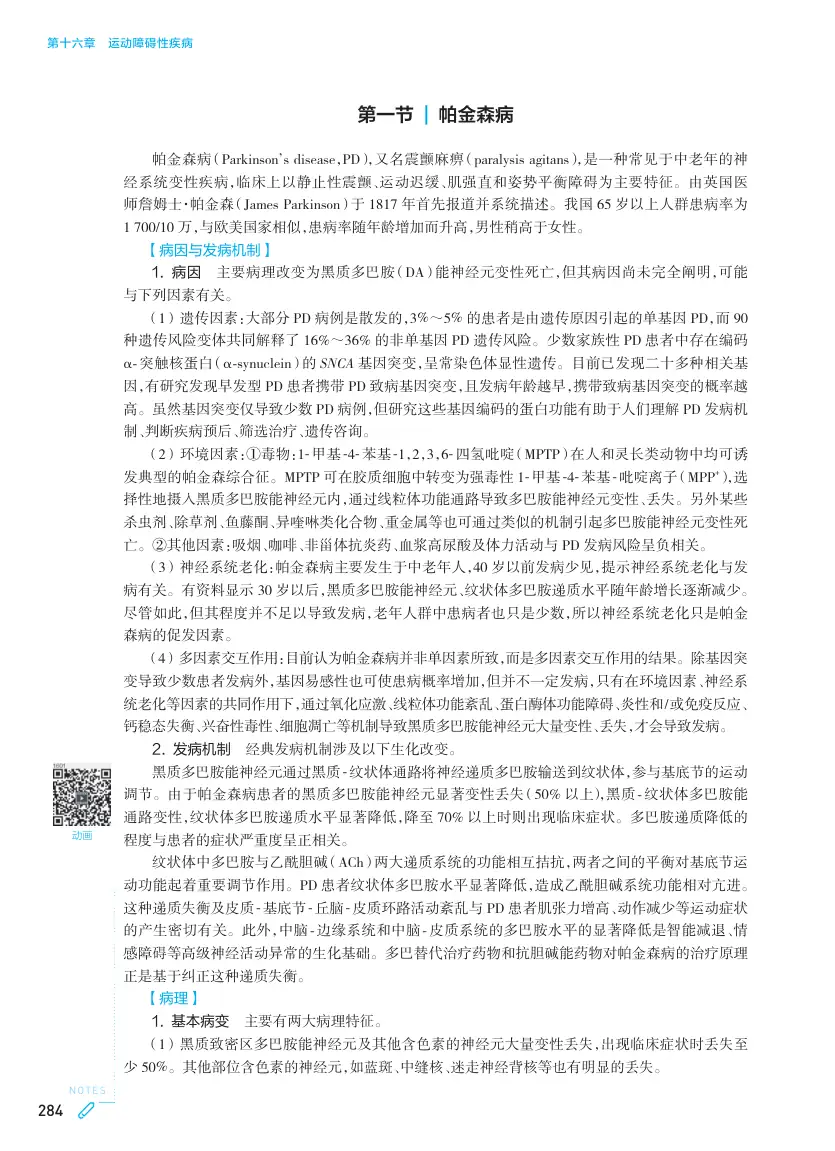 第十六章　运动障碍性疾病
第一节 | 帕金森病
帕金森病（Parkinson's disease，PD），又名震颤麻痹（paralysis agitans），是一种常见于中老年的神
经系统变性疾病，临床上以静止性震颤、运动迟缓、肌强直和姿势平衡障碍为主要特征。由英国医
师詹姆士·帕金森（James Parkinson）于 1817 年首先报道并系统描述。我国 65 岁以上人群患病率为
1 700/10 万，与欧美国家相似，患病率随年龄增加而升高，男性稍高于女性。
【病因与发病机制】
1. 病因　主要病理改变为黑质多巴胺（DA）能神经元变性死亡，但其病因尚未完全阐明，可能
与下列因素有关。
（1）遗传因素：大部分 PD 病例是散发的，3%～5% 的患者是由遗传原因引起的单基因 PD，而 90
种遗传风险变体共同解释了 16%～36% 的非单基因 PD 遗传风险。少数家族性 PD 患者中存在编码
α-突触核蛋白（α-synuclein）的 SNCA 基因突变，呈常染色体显性遗传。目前已发现二十多种相关基
因，有研究发现早发型 PD 患者携带 PD 致病基因突变，且发病年龄越早，携带致病基因突变的概率越
高。虽然基因突变仅导致少数 PD 病例，但研究这些基因编码的蛋白功能有助于人们理解 PD 发病机
制、判断疾病预后、筛选治疗、遗传咨询。
（2）环境因素：①毒物：1-甲基-4-苯基-1,2,3,6-四氢吡啶（MPTP）在人和灵长类动物中均可诱
发典型的帕金森综合征。MPTP 可在胶质细胞中转变为强毒性 1-甲基-4-苯基-吡啶离子（MPP⁺），选
择性地摄入黑质多巴胺能神经元内，通过线粒体功能通路导致多巴胺能神经元变性、丢失。另外某些
杀虫剂、除草剂、鱼藤酮、异喹啉类化合物、重金属等也可通过类似的机制引起多巴胺能神经元变性死
亡。②其他因素：吸烟、咖啡、非甾体抗炎药、血浆高尿酸及体力活动与 PD 发病风险呈负相关。
（3）神经系统老化：帕金森病主要发生于中老年人，40 岁以前发病少见，提示神经系统老化与发
病有关。有资料显示 30 岁以后，黑质多巴胺能神经元、纹状体多巴胺递质水平随年龄增长逐渐减少。
尽管如此，但其程度并不足以导致发病，老年人群中患病者也只是少数，所以神经系统老化只是帕金
森病的促发因素。
（4）多因素交互作用：目前认为帕金森病并非单因素所致，而是多因素交互作用的结果。除基因突
变导致少数患者发病外，基因易感性也可使患病概率增加，但并不一定发病，只有在环境因素、神经系
统老化等因素的共同作用下，通过氧化应激、线粒体功能紊乱、蛋白酶体功能障碍、炎性和/或免疫反应、
钙稳态失衡、兴奋性毒性、细胞凋亡等机制导致黑质多巴胺能神经元大量变性、丢失，才会导致发病。
2. 发病机制　经典发病机制涉及以下生化改变。
黑质多巴胺能神经元通过黑质-纹状体通路将神经递质多巴胺输送到纹状体，参与基底节的运动
调节。由于帕金森病患者的黑质多巴胺能神经元显著变性丢失（50% 以上），黑质-纹状体多巴胺能
通路变性，纹状体多巴胺递质水平显著降低，降至 70% 以上时则出现临床症状。多巴胺递质降低的
程度与患者的症状严重度呈正相关。
动画
纹状体中多巴胺与乙酰胆碱（ACh）两大递质系统的功能相互拮抗，两者之间的平衡对基底节运
动功能起着重要调节作用。PD 患者纹状体多巴胺水平显著降低，造成乙酰胆碱系统功能相对亢进。
这种递质失衡及皮质-基底节-丘脑-皮质环路活动紊乱与 PD 患者肌张力增高、动作减少等运动症状
的产生密切有关。此外，中脑-边缘系统和中脑-皮质系统的多巴胺水平的显著降低是智能减退、情
感障碍等高级神经活动异常的生化基础。多巴替代治疗药物和抗胆碱能药物对帕金森病的治疗原理
正是基于纠正这种递质失衡。
【病理】
1. 基本病变　主要有两大病理特征。
（1）黑质致密区多巴胺能神经元及其他含色素的神经元大量变性丢失，出现临床症状时丢失至
少 50%。其他部位含色素的神经元，如蓝斑、中缝核、迷走神经背核等也有明显的丢失。
NOTES
284